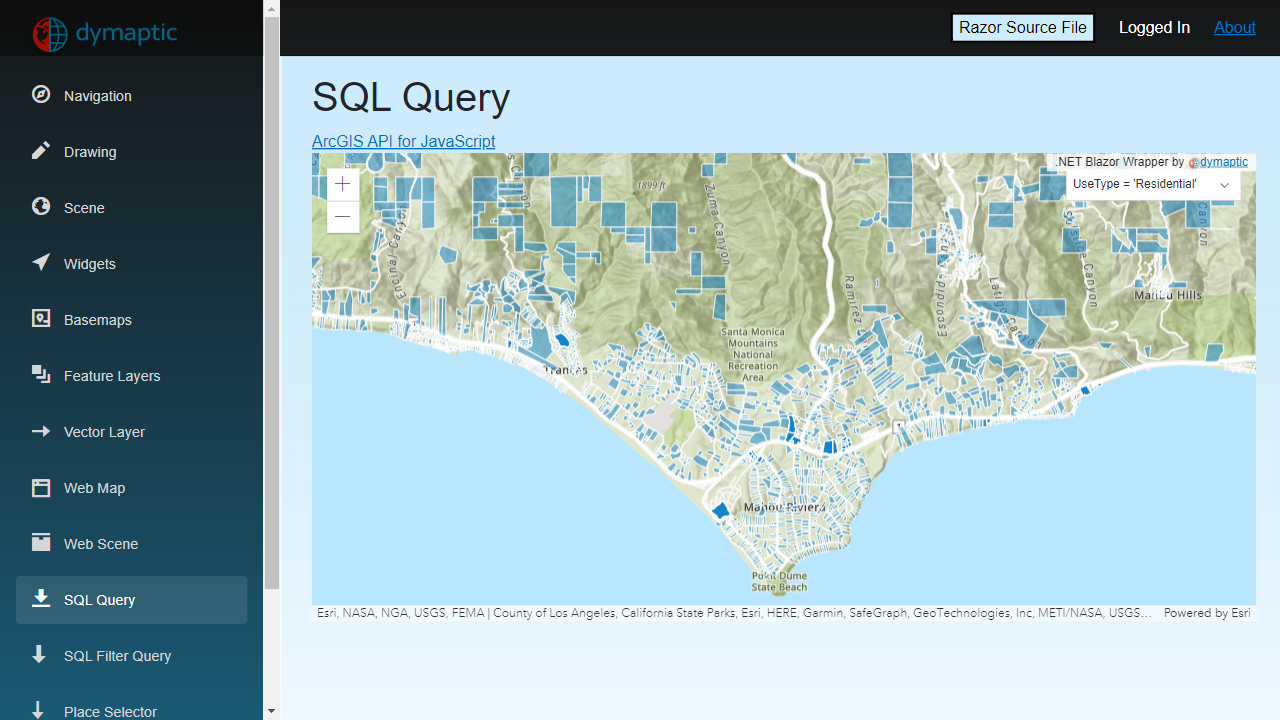 dymaptic
Razor Source File
Logged In
About
Navigation
Drawing
Scene
Widgets
Basemaps
Feature Layers
Vector Layer
Web Map
Web Scene
SQL Query
SQL Filter Query
Place Selector
SQL Query
ArcGIS API for JavaScript
.NET Blazor Wrapper by dymaptic
UseType = 'Residential'
1899 ft
Zuma Canyon
Encinal Canyon
Canyon
Ramirez
Escondido
Latigo Canyon
Canyon
Malibu Hills
Santa Monica
Mountains
National
Recreation
Area
1
Malibu Riviera
Point Dume
State Beach
Esri, NASA, NGA, USGS, FEMA | County of Los Angeles, California State Parks, Esri, HERE, Garmin, SafeGraph, GeoTechnologies, Inc, METI/NASA, USGS...
Powered by Esri